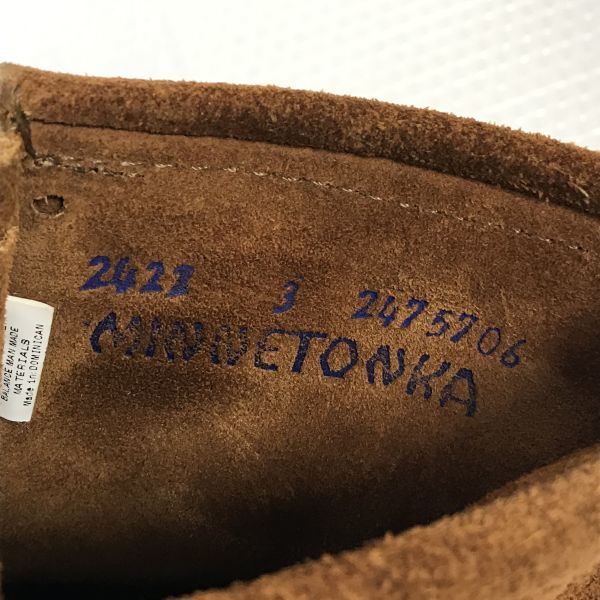 2422 3 2475706
MINNETONKA
BALANCE MAN MADE
MATERIALS
Made in DOMINICAN